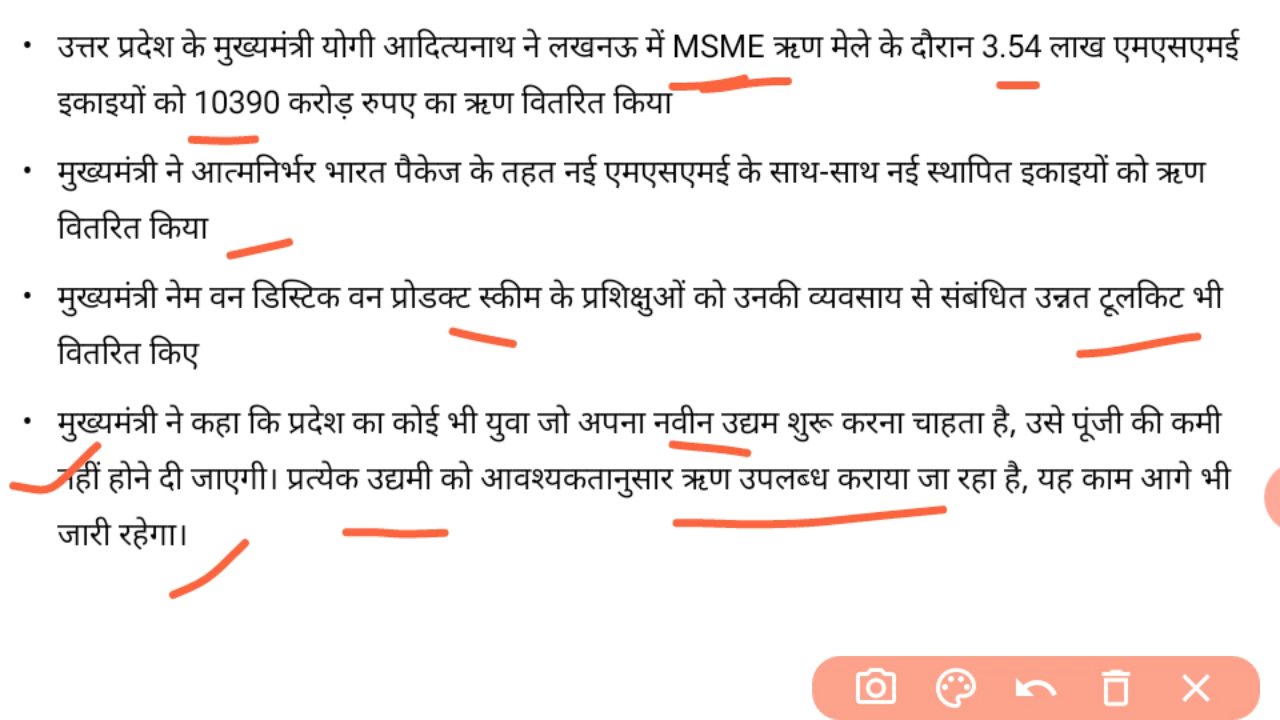 • उत्तर प्रदेश के मुख्यमंत्री योगी आदित्यनाथ ने लखनऊ में MSME ऋण मेले के दौरान 3.54 लाख एमएसएमई
इकाइयों को 10390 करोड़ रुपए का ऋण वितरित किया
• मुख्यमंत्री ने आत्मनिर्भर भारत पैकेज के तहत नई एमएसएमई के साथ-साथ नई स्थापित इकाइयों को ऋण
वितरित किया
• मुख्यमंत्री नेम वन डिस्टिक वन प्रोडक्ट स्कीम के प्रशिक्षुओं को उनकी व्यवसाय से संबंधित उन्नत टूलकिट भी
वितरित किए
• मुख्यमंत्री ने कहा कि प्रदेश का कोई भी युवा जो अपना नवीन उद्यम शुरू करना चाहता है, उसे पूंजी की कमी
नहीं होने दी जाएगी। प्रत्येक उद्यमी को आवश्यकतानुसार ऋण उपलब्ध कराया जा रहा है, यह काम आगे भी
जारी रहेगा।